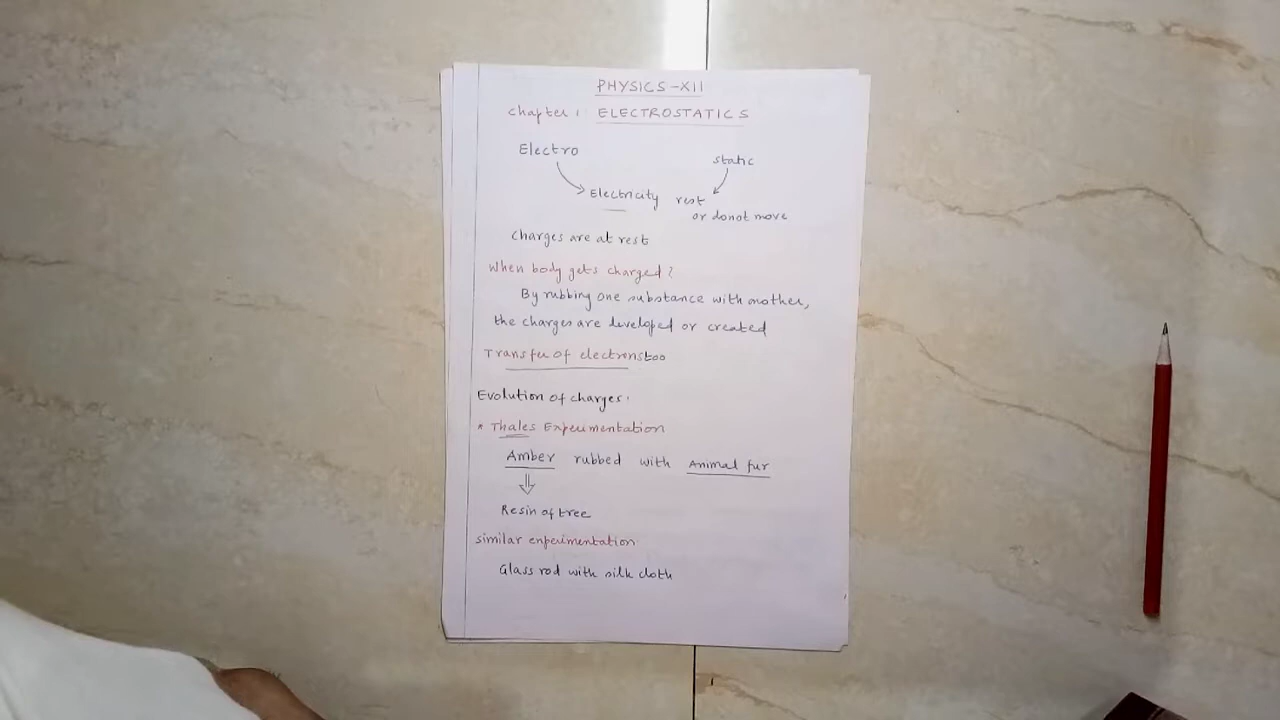 PHYSICS-XII
Chapter 1: ELECTROSTATICS
Electro static
Electricity rest
or donot move
Charges are at rest
When body gets charged?
By rubbing one substance with another,
the charges are developed or created
Transfer of electrons too
Evolution of charges.
* Thales Experimentation
Amber rubbed with Animal fur
Resin of tree
similar experimentation
Glass rod with silk cloth